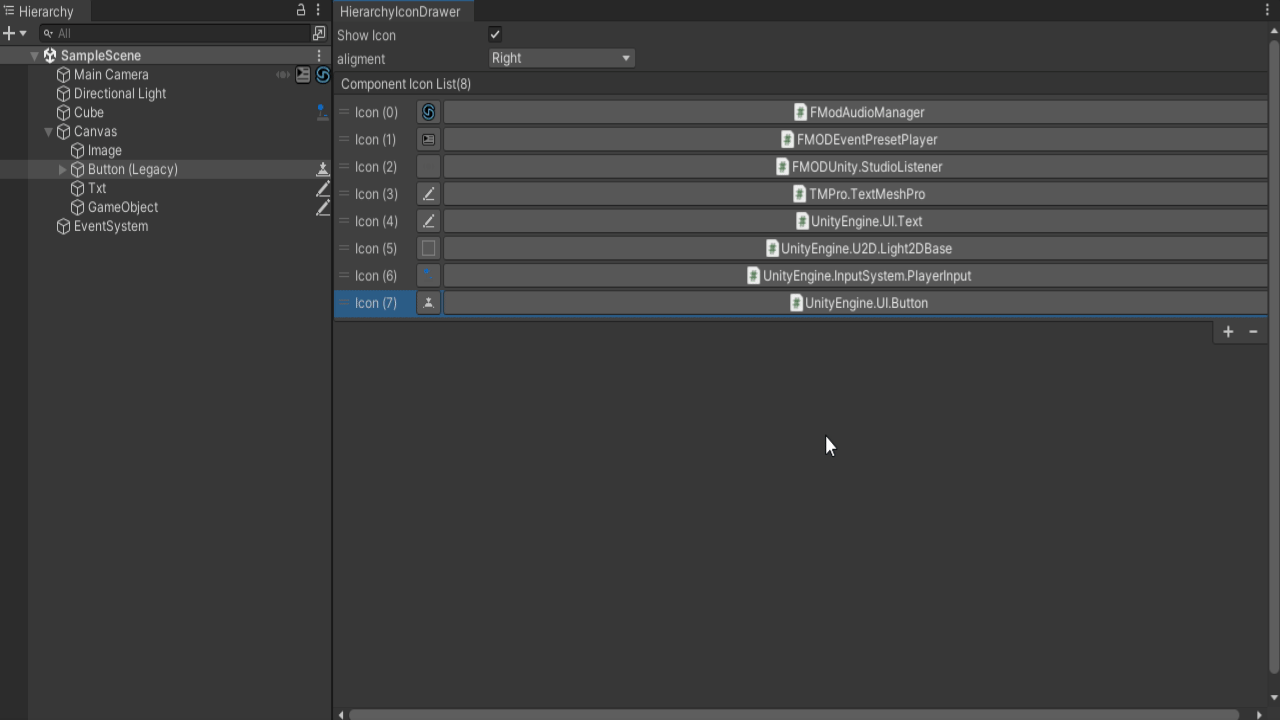 Hierarchy
All
SampleScene
Main Camera
Directional Light
Cube
Canvas
Image
Button (Legacy)
Txt
GameObject
EventSystem
HierarchyIconDrawer
Show Icon
aligment Right
Component Icon List(8)
Icon (0) FModAudioManager
Icon (1) FMODEventPresetPlayer
Icon (2) FMODUnity.StudioListener
Icon (3) TMPro.TextMeshPro
Icon (4) UnityEngine.UI.Text
Icon (5) UnityEngine.U2D.Light2DBase
Icon (6) UnityEngine.InputSystem.PlayerInput
Icon (7) UnityEngine.UI.Button